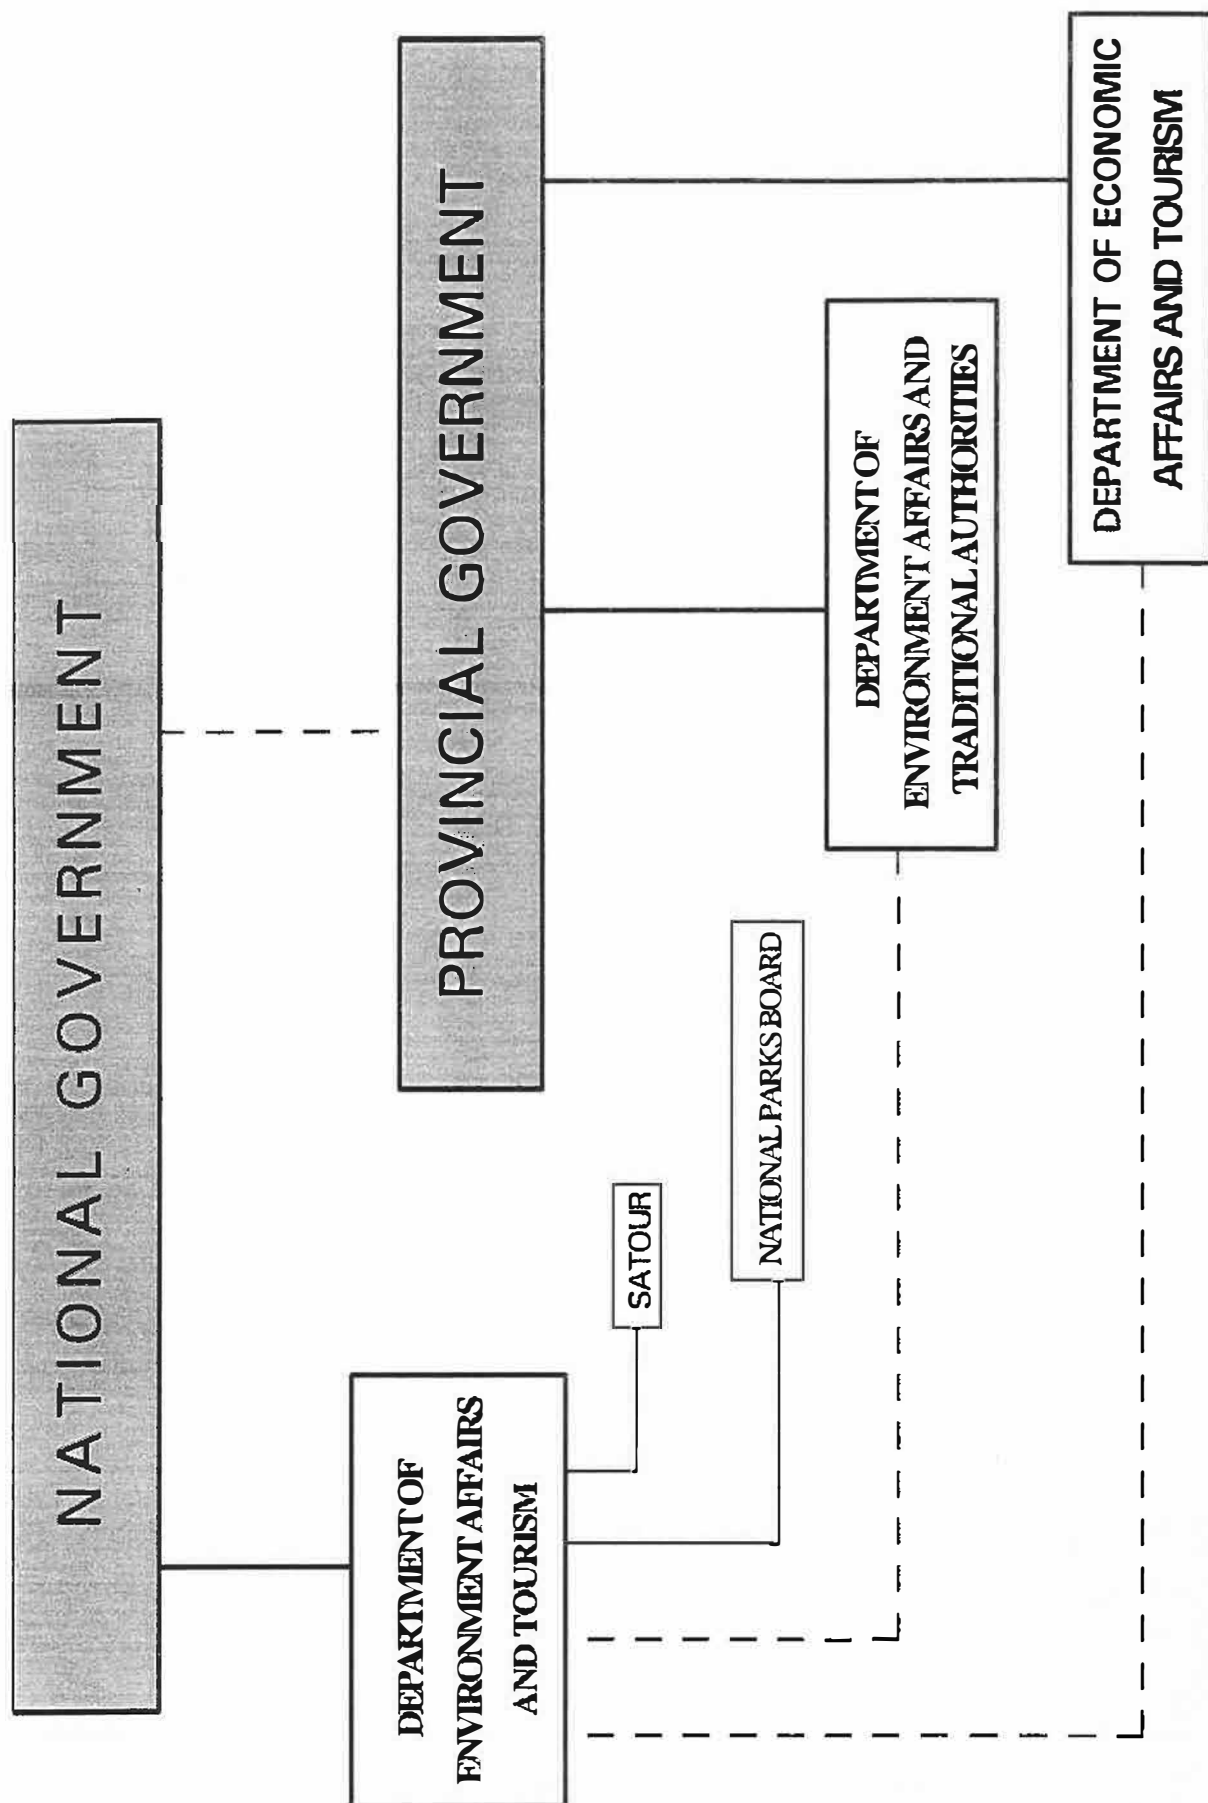 NATIONAL GOVERNMENT
PROVINCIAL GOVERNMENT
DEPARTMENT OF
ENVIRONMENT AFFAIRS
AND TOURISM
SATOUR
NATIONAL PARKS BOARD
DEPARTMENT OF
ENVIRONMENT AFFAIRS AND
TRADITIONAL AUTHORITIES
DEPARTMENT OF ECONOMIC
AFFAIRS AND TOURISM